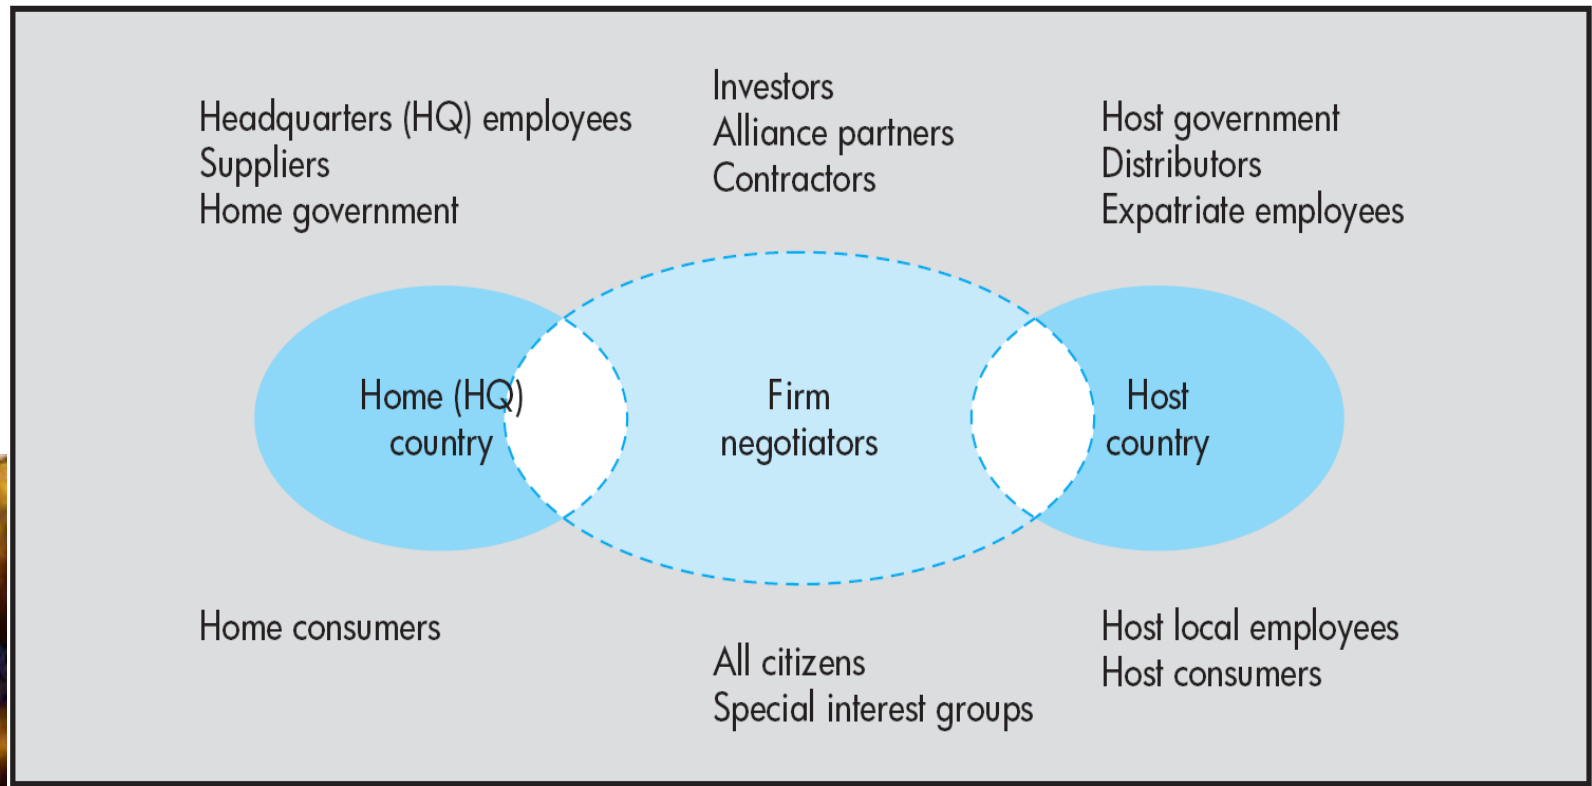 Headquarters (HQ) employees
Suppliers
Home government
Investors
Alliance partners
Contractors
Host government
Distributors
Expatriate employees
Home (HQ)
country
Firm
negotiators
Host
country
Home consumers
All citizens
Special interest groups
Host local employees
Host consumers